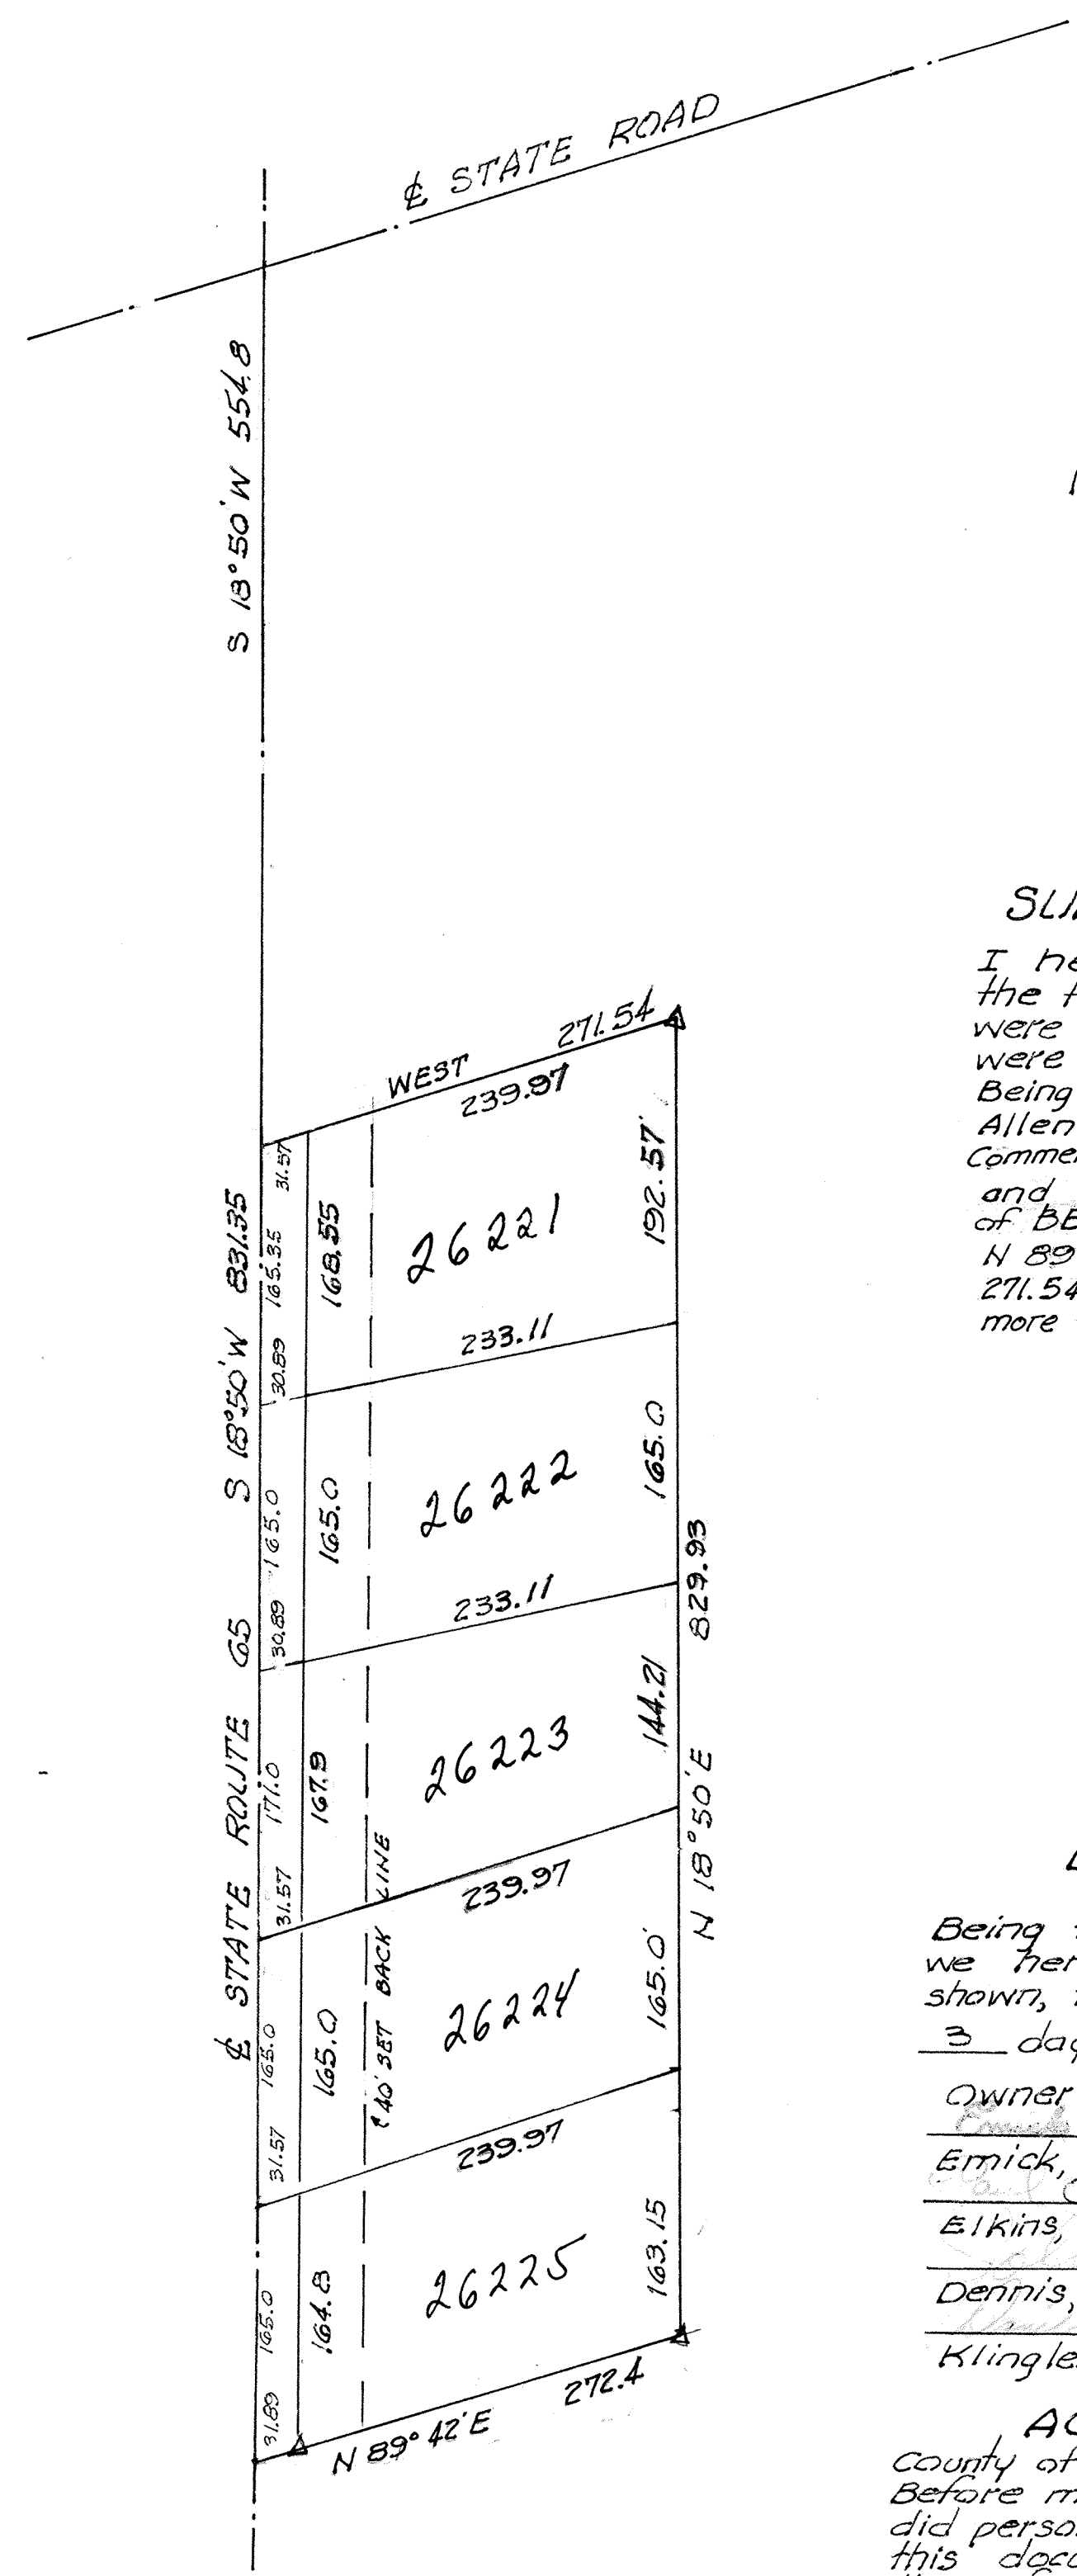 ℄ STATE ROAD
S 18°50'W 554.8
271.54
WEST
239.97
31.57
165.35
168.55
26221
192.57'
S 18°50'W 831.35
30.89
233.11
165.0
165.0
26222
165.0
30.89
233.11
829.93
℄ STATE ROUTE 65
171.0
167.9
26223
144.21
N 18°50'E
31.57
239.97
40' SET BACK LINE
165.0
165.0
26224
165.0'
31.57
239.97
165.0
164.8
26225
163.15
31.89
N 89°42'E
272.4
I he
the t
were
were
Being
Allen
Commen
and
of BE
N 89
271.54
more
Being
we her
shown,
3 day
Owner
Emick,
Elkins,
Dennis,
Klingle
AC
County of
Before m
did perso
this docu